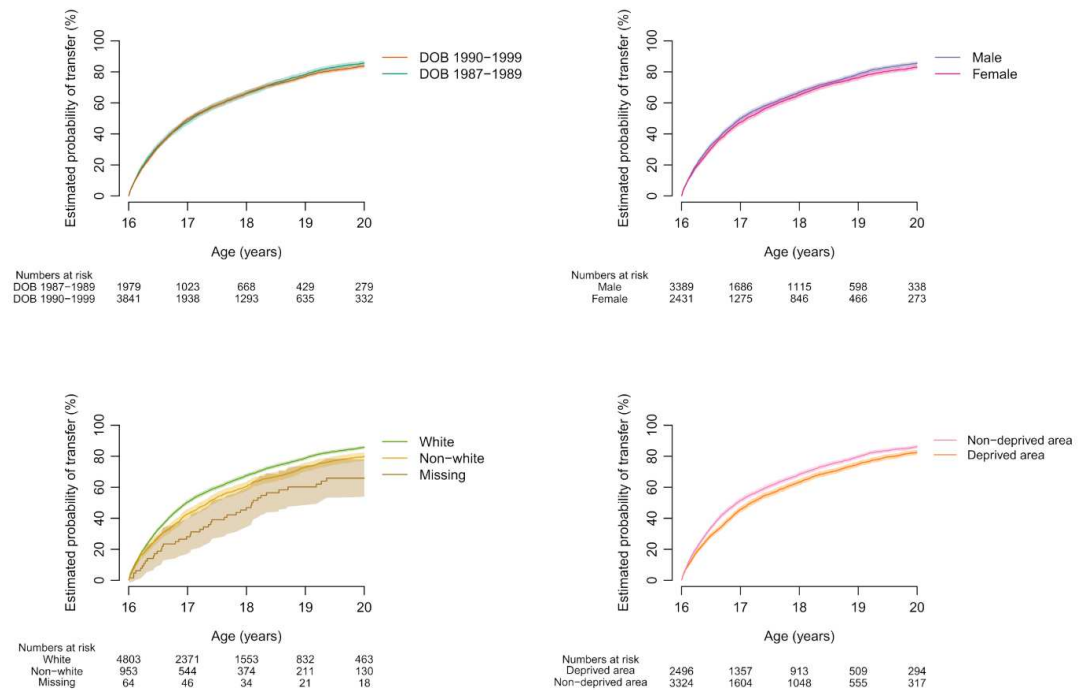 Estimated probability of transfer (%)
100
80
60
40
20
0
16 17 18 19 20
Age (years)
DOB 1990−1999
DOB 1987−1989
Numbers at risk
DOB 1987−1989 1979 1023 668 429 279
DOB 1990−1999 3841 1938 1293 635 332
Estimated probability of transfer (%)
100
80
60
40
20
0
16 17 18 19 20
Age (years)
Male
Female
Numbers at risk
Male 3389 1686 1115 598 338
Female 2431 1275 846 466 273
Estimated probability of transfer (%)
100
80
60
40
20
0
16 17 18 19 20
Age (years)
White
Non−white
Missing
Numbers at risk
White 4803 2371 1553 832 463
Non−white 953 544 374 211 130
Missing 64 46 34 21 18
Estimated probability of transfer (%)
100
80
60
40
20
0
16 17 18 19 20
Age (years)
Non−deprived area
Deprived area
Numbers at risk
Deprived area 2496 1357 913 509 294
Non−deprived area 3324 1604 1048 555 317